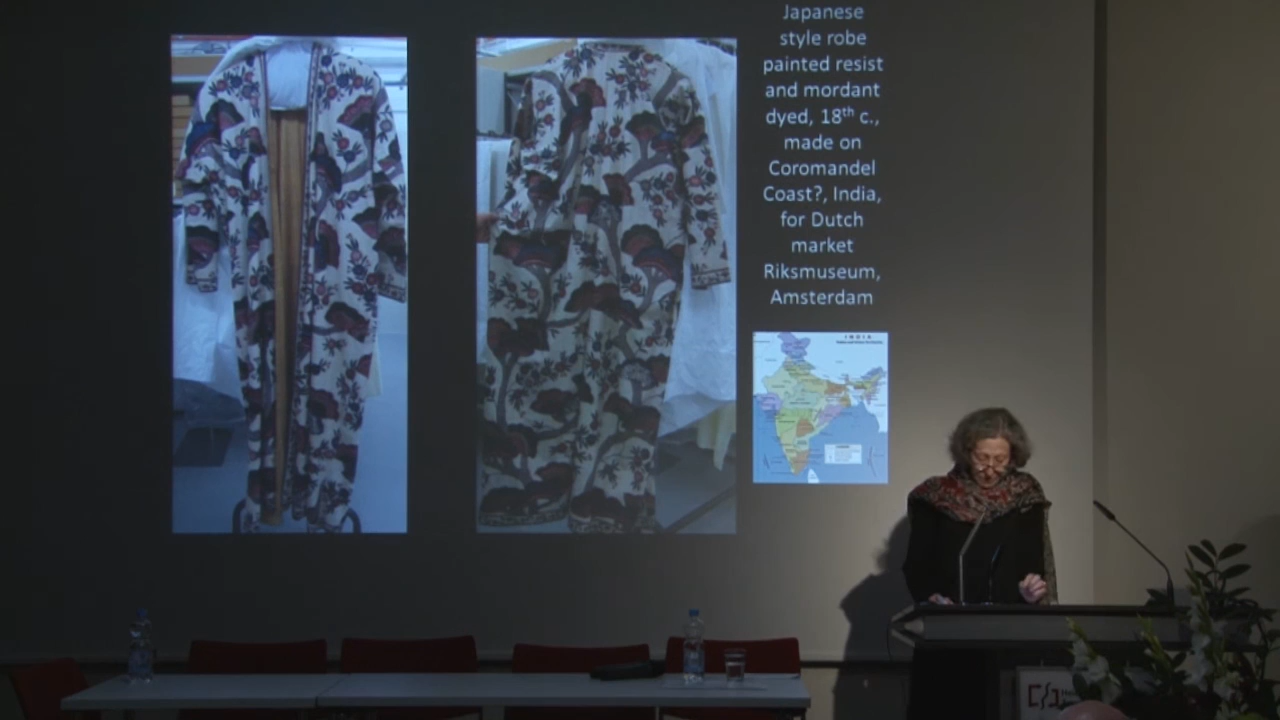 Japanese
style robe
painted resist
and mordant
dyed, 18th c.,
made on
Coromandel
Coast?, India,
for Dutch
market
Riksmuseum,
Amsterdam
INDIA